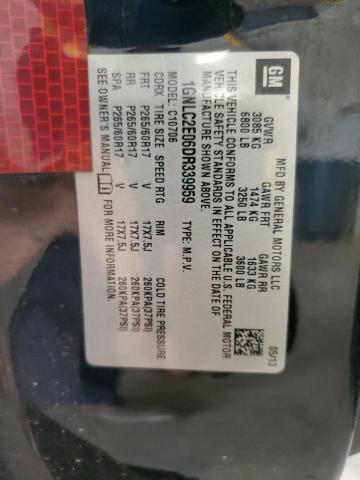 GM
MFD BY GENERAL MOTORS LLC
05/13
GVWR GAWR FRT GAWR RR
3085 KG 1474 KG 1633 KG
6800 LB 3250 LB 3600 LB
THIS VEHICLE CONFORMS TO ALL APPLICABLE U.S. FEDERAL MOTOR
VEHICLE SAFETY STANDARDS IN EFFECT ON THE DATE OF
MANUFACTURE SHOWN ABOVE.
1GNLC2E06DR339959 TYPE: M.P.V.
MODEL: C15706
CDRX TIRE SIZE SPEED RTG RIM COLD TIRE PRESSURE
FRT P265/60R17 V 17X7.5J 260KPA(37PSI)
RR P265/60R17 V 17X7.5J 260KPA(37PSI)
SPA P265/60R17 V 17X7.5J 260KPA(37PSI)
SEE OWNER'S MANUAL i FOR MORE INFORMATION.